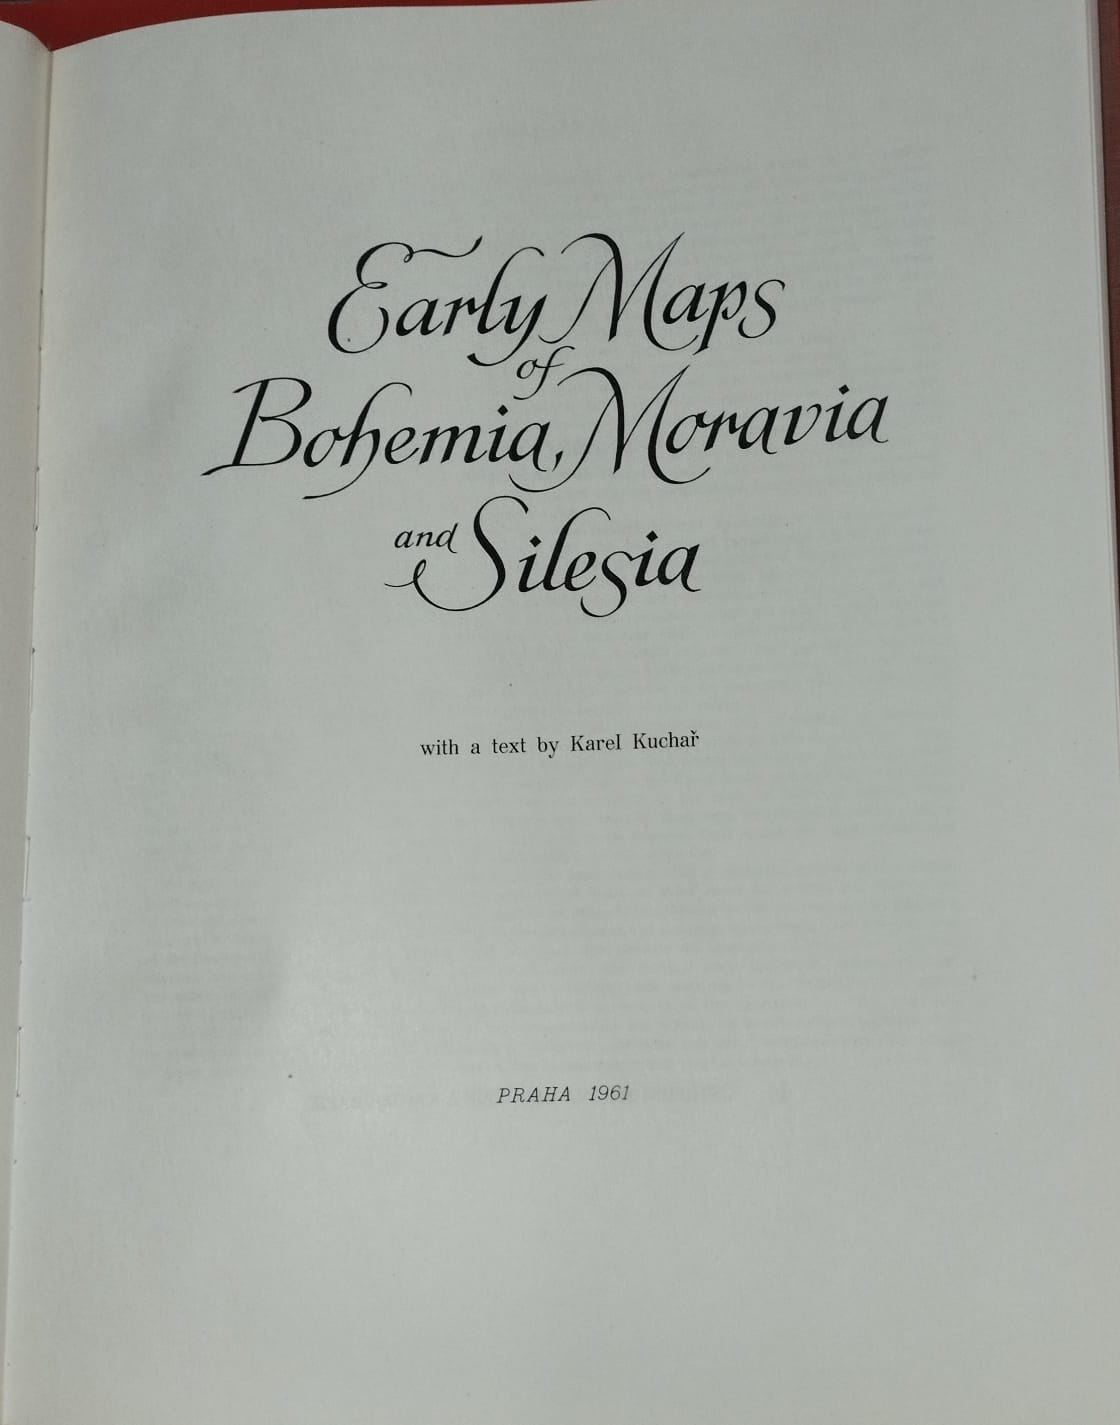 Early Maps
of
Bohemia, Moravia
and Silesia
with a text by Karel Kuchař
PRAHA 1961